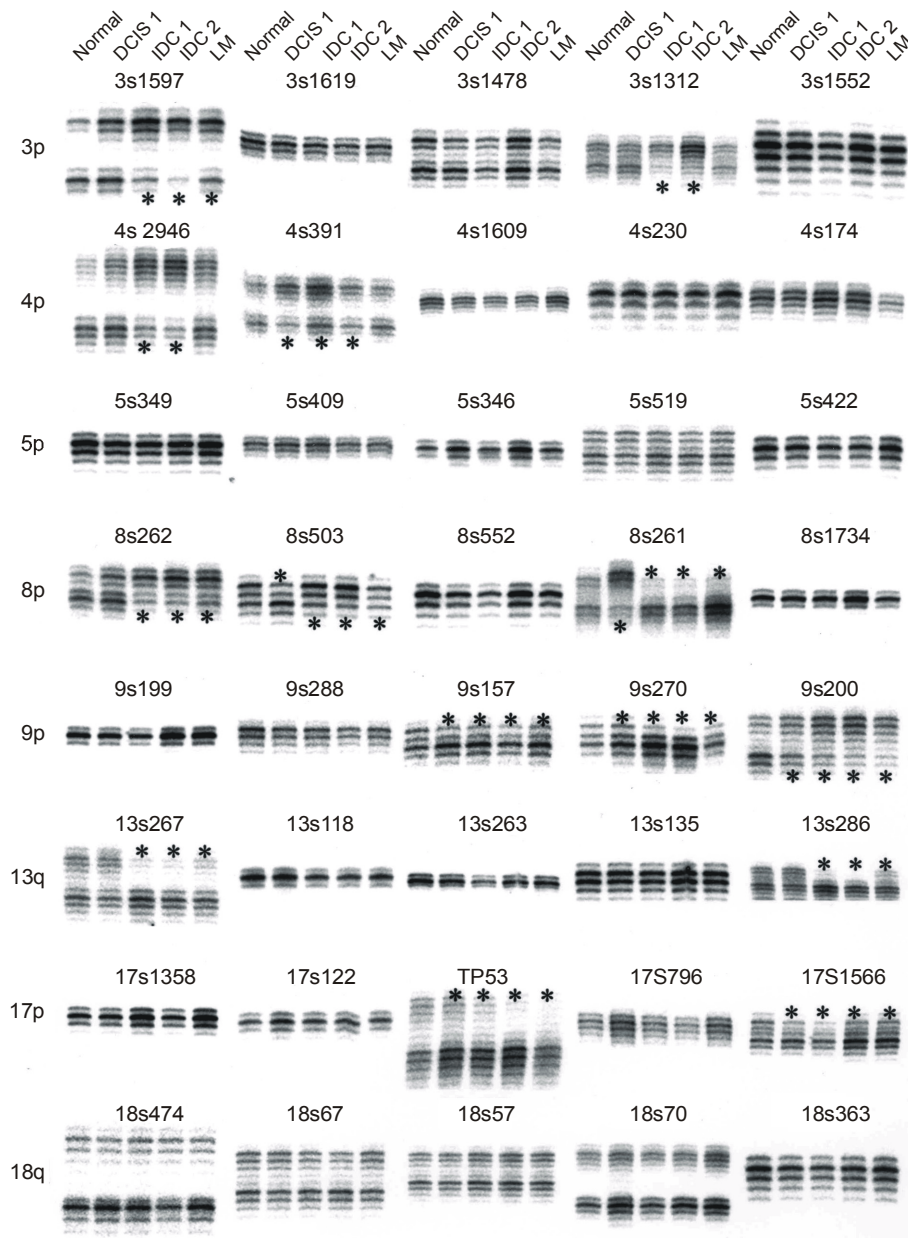 Normal DCIS 1 IDC 1 IDC 2 LM Normal DCIS 1 IDC 1 IDC 2 LM Normal DCIS 1 IDC 1 IDC 2 LM Normal DCIS 1 IDC 1 IDC 2 LM Normal DCIS 1 IDC 1 IDC 2 LM
3s1597 3s1619 3s1478 3s1312 3s1552
3p
* * * * *
4s 2946 4s391 4s1609 4s230 4s174
4p
* * * * *
5s349 5s409 5s346 5s519 5s422
5p
8s262 8s503 8s552 8s261 8s1734
* * * *
8p
* * * * * * *
9s199 9s288 9s157 9s270 9s200
* * * * * * * *
9p
* * * *
13s267 13s118 13s263 13s135 13s286
* * * * * *
13q
17s1358 17s122 TP53 17S796 17S1566
* * * * * * * *
17p
18s474 18s67 18s57 18s70 18s363
18q